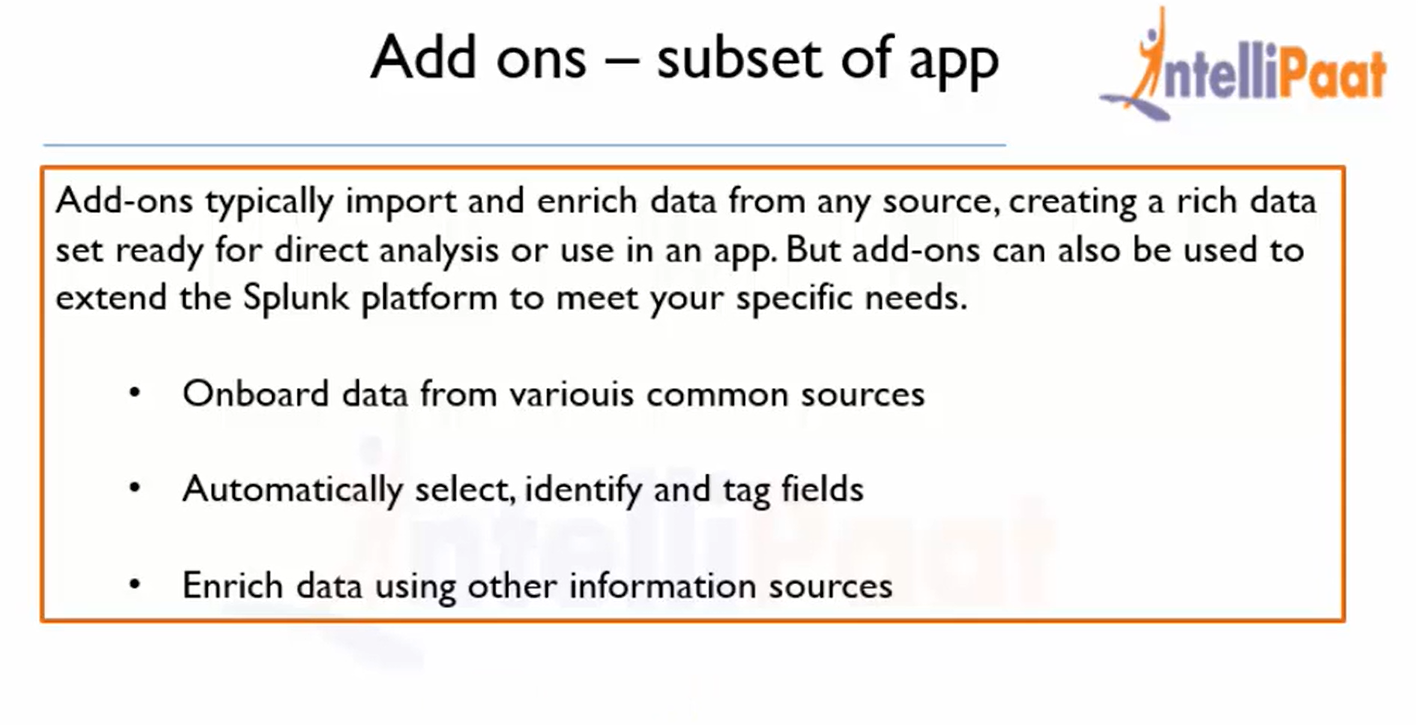 Add ons – subset of app
IntelliPaat
Add-ons typically import and enrich data from any source, creating a rich data
set ready for direct analysis or use in an app. But add-ons can also be used to
extend the Splunk platform to meet your specific needs.
• Onboard data from variouis common sources
• Automatically select, identify and tag fields
• Enrich data using other information sources
IntelliPaat